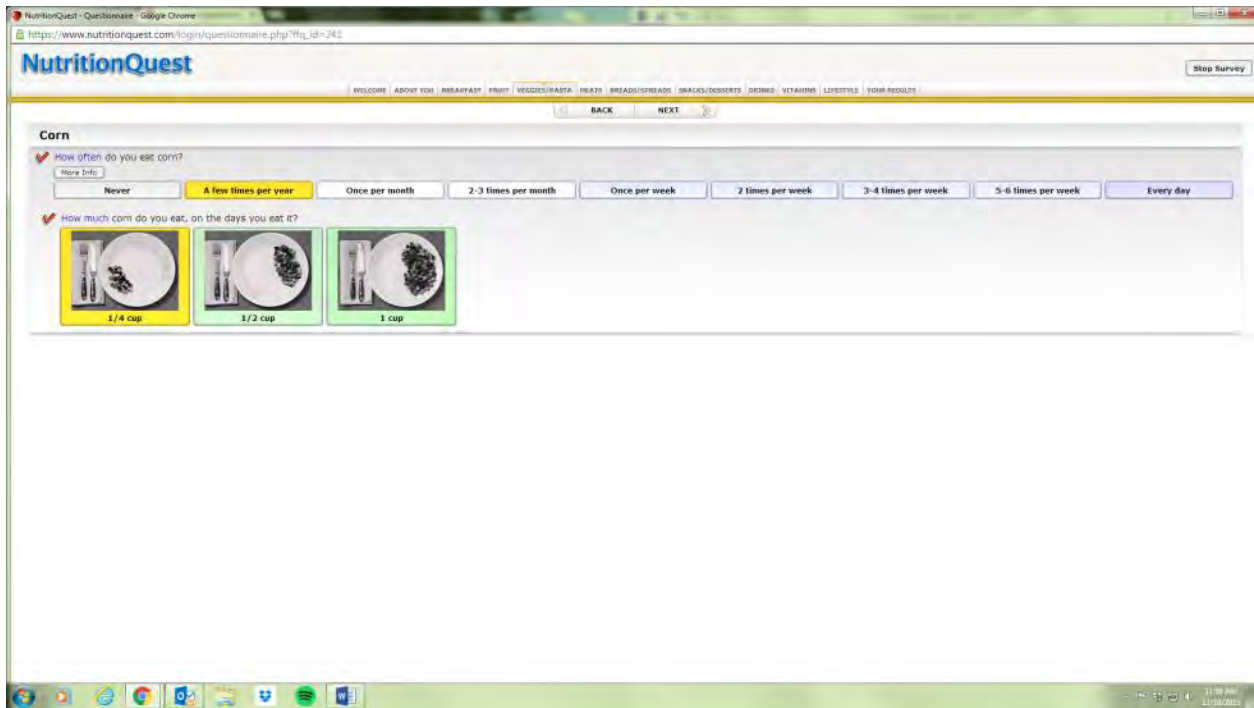 NutritionQuest - Questionnaire - Google Chrome
https://www.nutritionquest.com/login/questionnaire.php?ffq_id=242
NutritionQuest
Stop Survey
WELCOME ABOUT YOU BREAKFAST FRUIT VEGGIES/PASTA MEATS BREADS/SPREADS SNACKS/DESSERTS DRINKS VITAMINS LIFESTYLE YOUR RESULTS
BACK NEXT
Corn
How often do you eat corn?
More Info
Never A few times per year Once per month 2-3 times per month Once per week 2 times per week 3-4 times per week 5-6 times per week Every day
How much corn do you eat, on the days you eat it?
1/4 cup 1/2 cup 1 cup